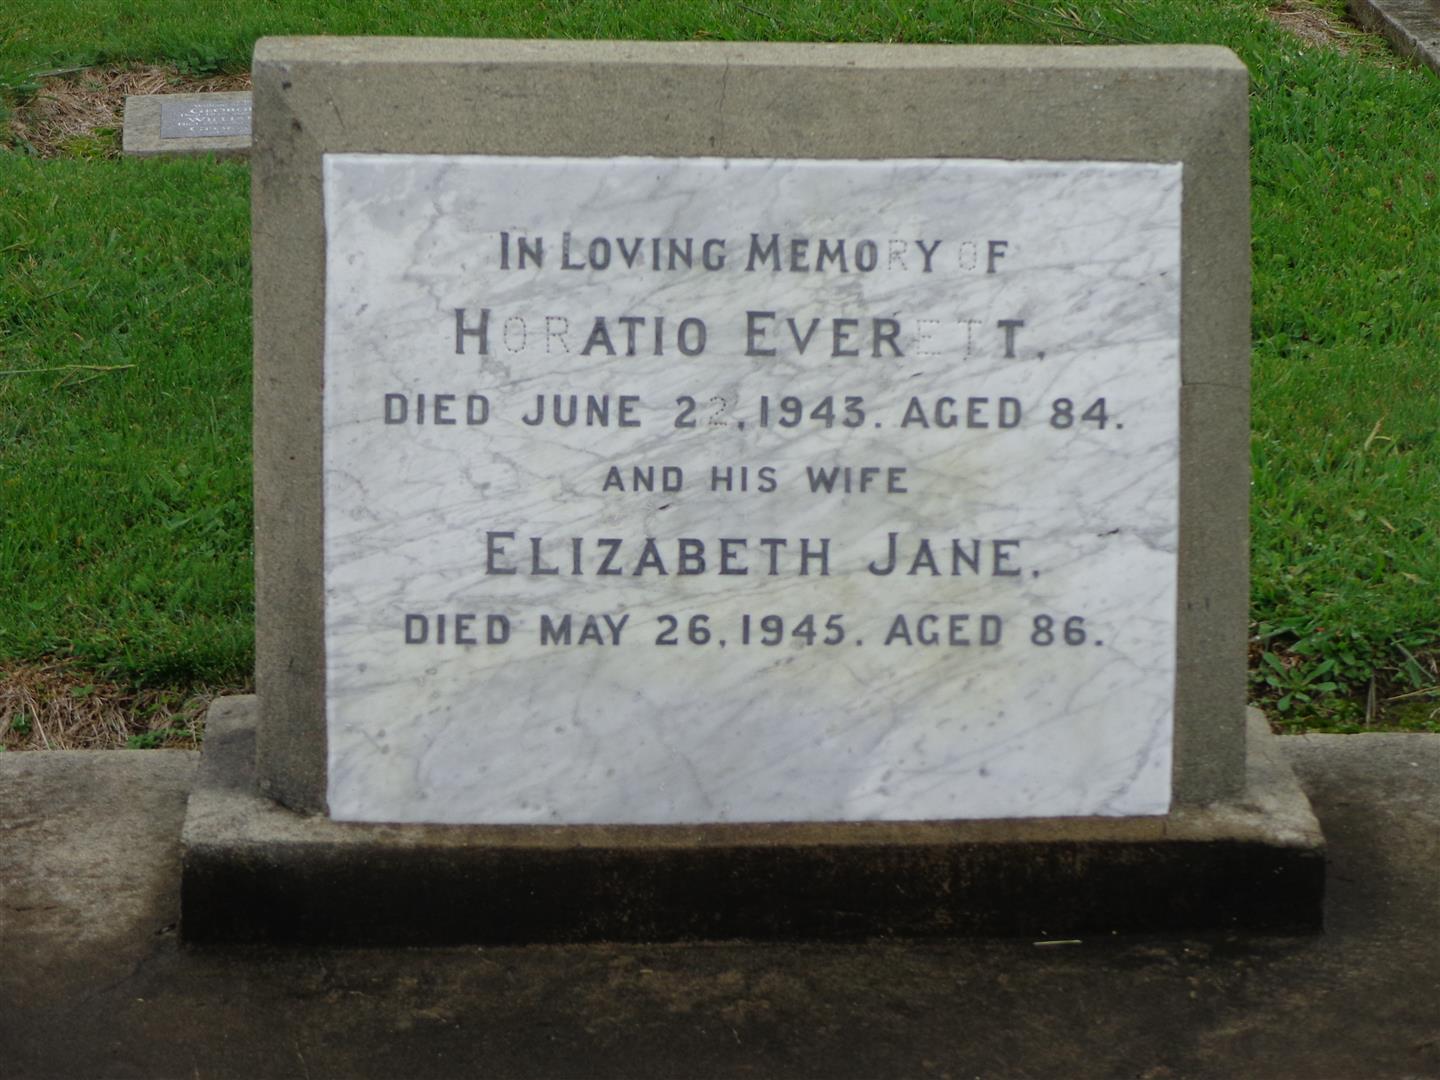 IN LOVING MEMORY OF
HORATIO EVERETT.
DIED JUNE 22, 1943. AGED 84.
AND HIS WIFE
ELIZABETH JANE.
DIED MAY 26, 1945. AGED 86.